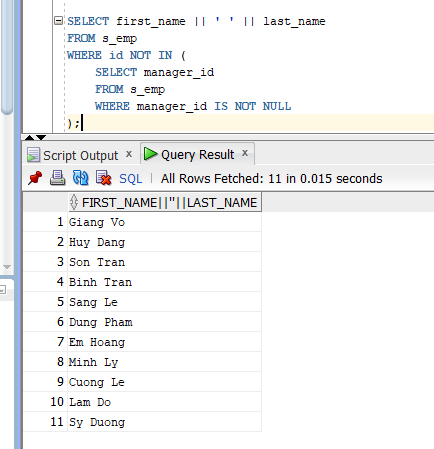 SELECT first_name || ' ' || last_name
FROM s_emp
WHERE id NOT IN (
SELECT manager_id
FROM s_emp
WHERE manager_id IS NOT NULL
);
Script Output x Query Result x
SQL | All Rows Fetched: 11 in 0.015 seconds
FIRST_NAME||''||LAST_NAME
1 Giang Vo
2 Huy Dang
3 Son Tran
4 Binh Tran
5 Sang Le
6 Dung Pham
7 Em Hoang
8 Minh Ly
9 Cuong Le
10 Lam Do
11 Sy Duong